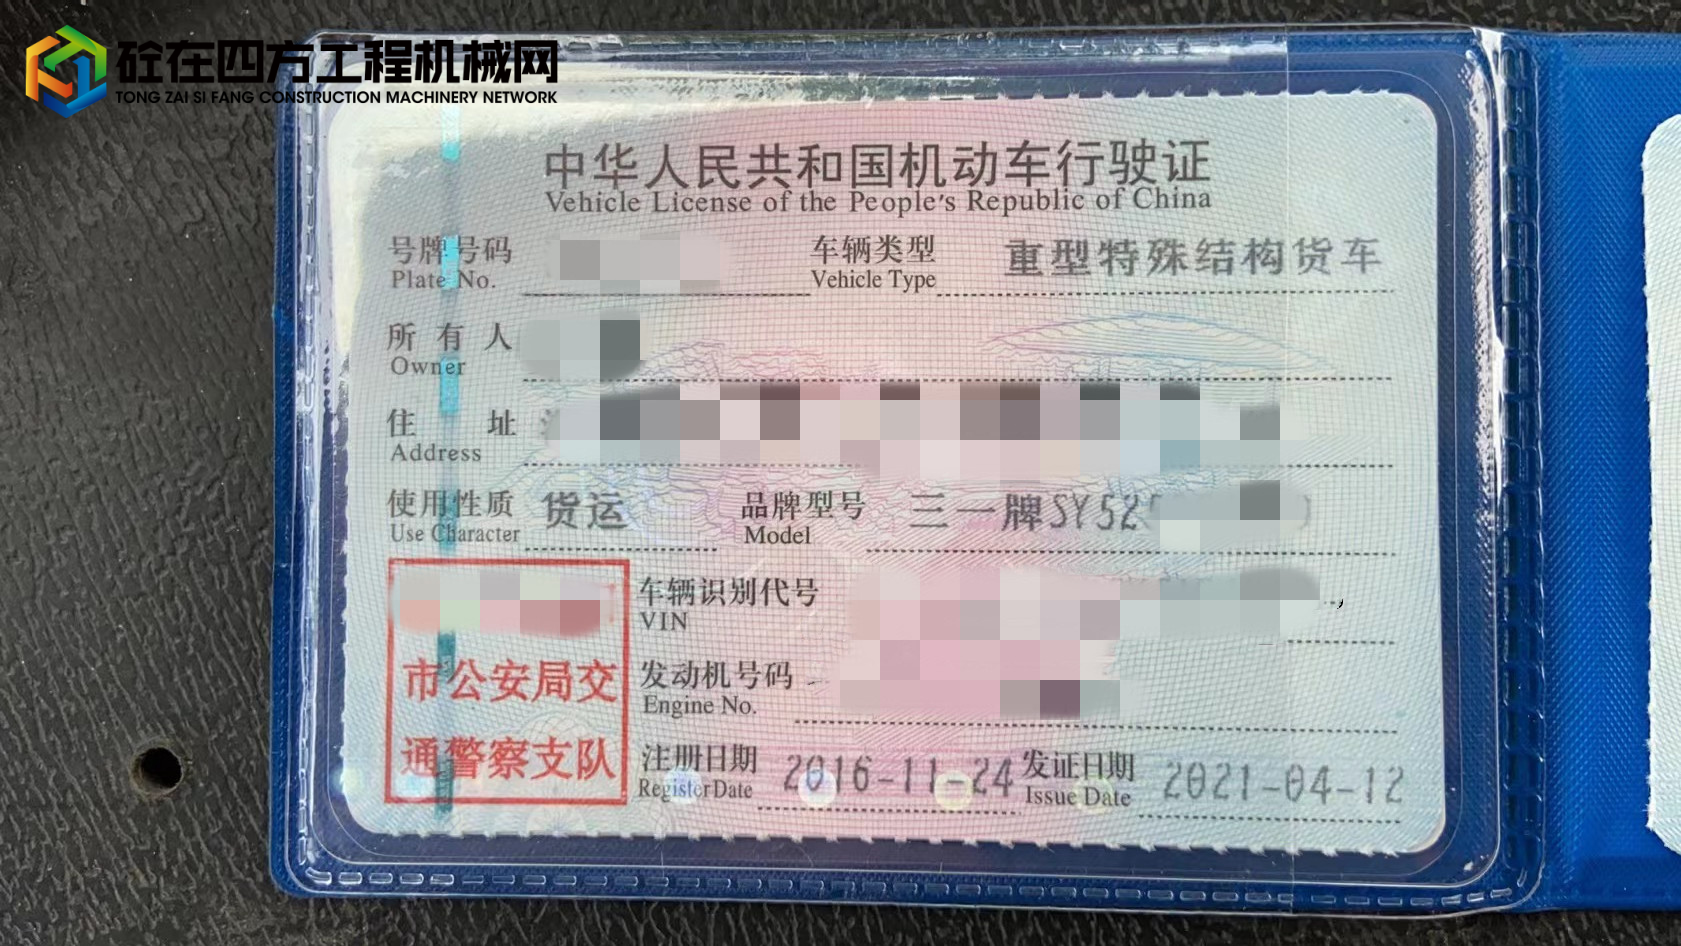 砼在四方工程机械网
TONG ZAI SI FANG CONSTRUCTION MACHINERY NETWORK
中华人民共和国机动车行驶证
Vehicle License of the People's Republic of China
号牌号码 车辆类型 重型特殊结构货车
Plate No. Vehicle Type
所有人
Owner
住址
Address
使用性质 货运 品牌型号 三一牌SY52
Use Character Model
车辆识别代号
VIN
市公安局交
通警察支队
发动机号码
Engine No.
注册日期 2016-11-24 发证日期 2021-04-12
Register Date Issue Date